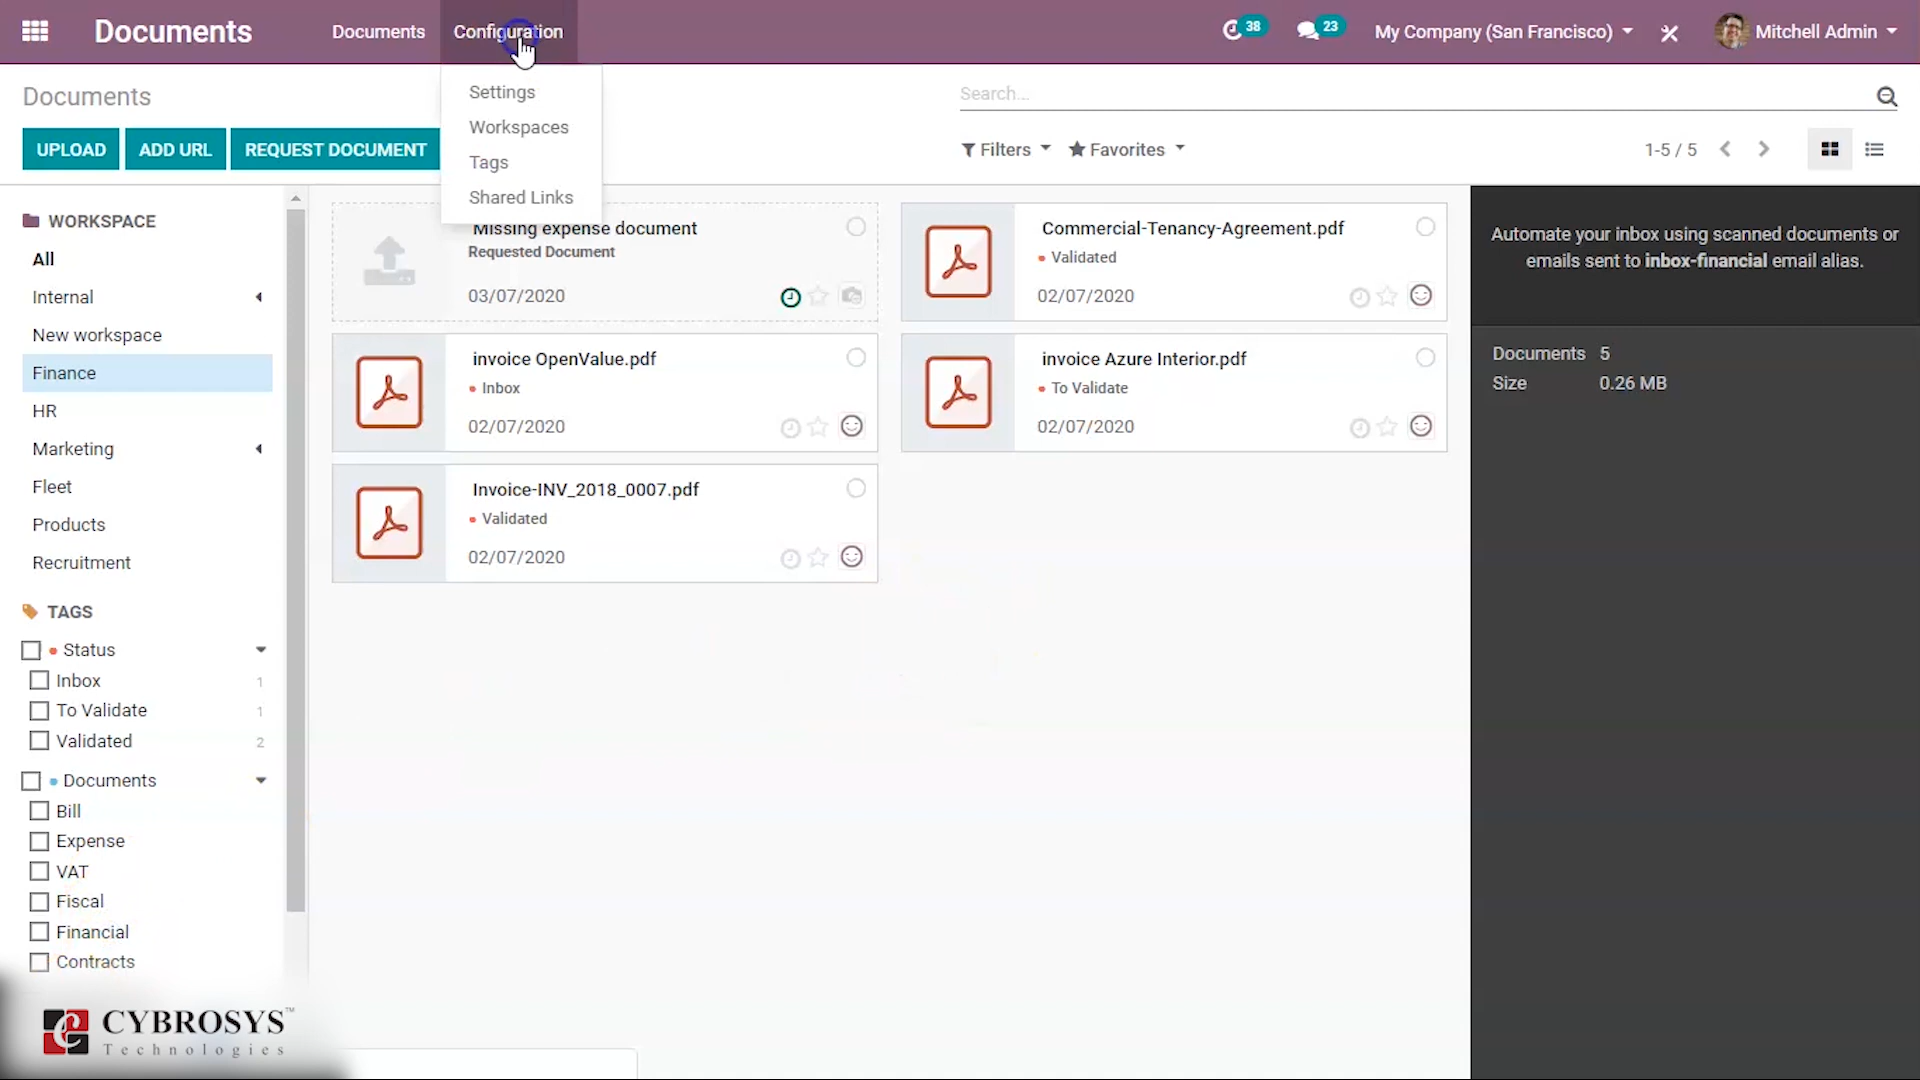 Documents
Documents
Configuration
38
23
My Company (San Francisco)
Mitchell Admin
Settings
Workspaces
Tags
Shared Links
Documents
Search...
UPLOAD
ADD URL
REQUEST DOCUMENT
Filters
Favorites
1-5 / 5
WORKSPACE
All
Internal
New workspace
Finance
HR
Marketing
Fleet
Products
Recruitment
TAGS
Status
Inbox 1
To Validate 1
Validated 2
Documents
Bill
Expense
VAT
Fiscal
Financial
Contracts
Missing expense document
Requested Document
03/07/2020
Commercial-Tenancy-Agreement.pdf
Validated
02/07/2020
invoice OpenValue.pdf
Inbox
02/07/2020
invoice Azure Interior.pdf
To Validate
02/07/2020
Invoice-INV_2018_0007.pdf
Validated
02/07/2020
Automate your inbox using scanned documents or
emails sent to inbox-financial email alias.
Documents 5
Size 0.26 MB
CYBROSYS™
Technologies